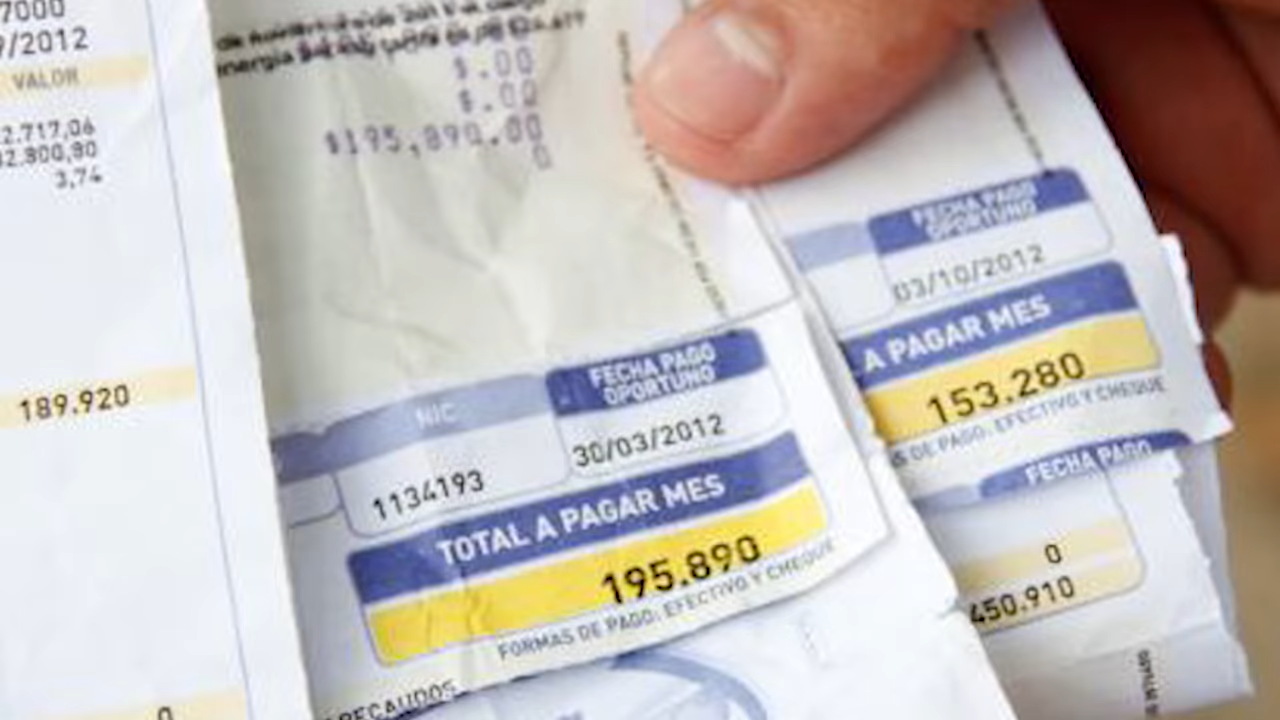 7000
/2012
VALOR
2.717,06
2.800,80
3,74
189.920
0
energía
$.00
$.00
$195,890.00
0
NIC
FECHA PAGO
OPORTUNO
1134193
30/03/2012
TOTAL A PAGAR MES
195.890
FORMAS DE PAGO: EFECTIVO Y CHEQUE
RECAUDOS
FECHA PAGO
OPORTUNO
03/10/2012
A PAGAR MES
153.280
S DE PAGO: EFECTIVO Y CHEQUE
FECHA PAGO
0
450.910